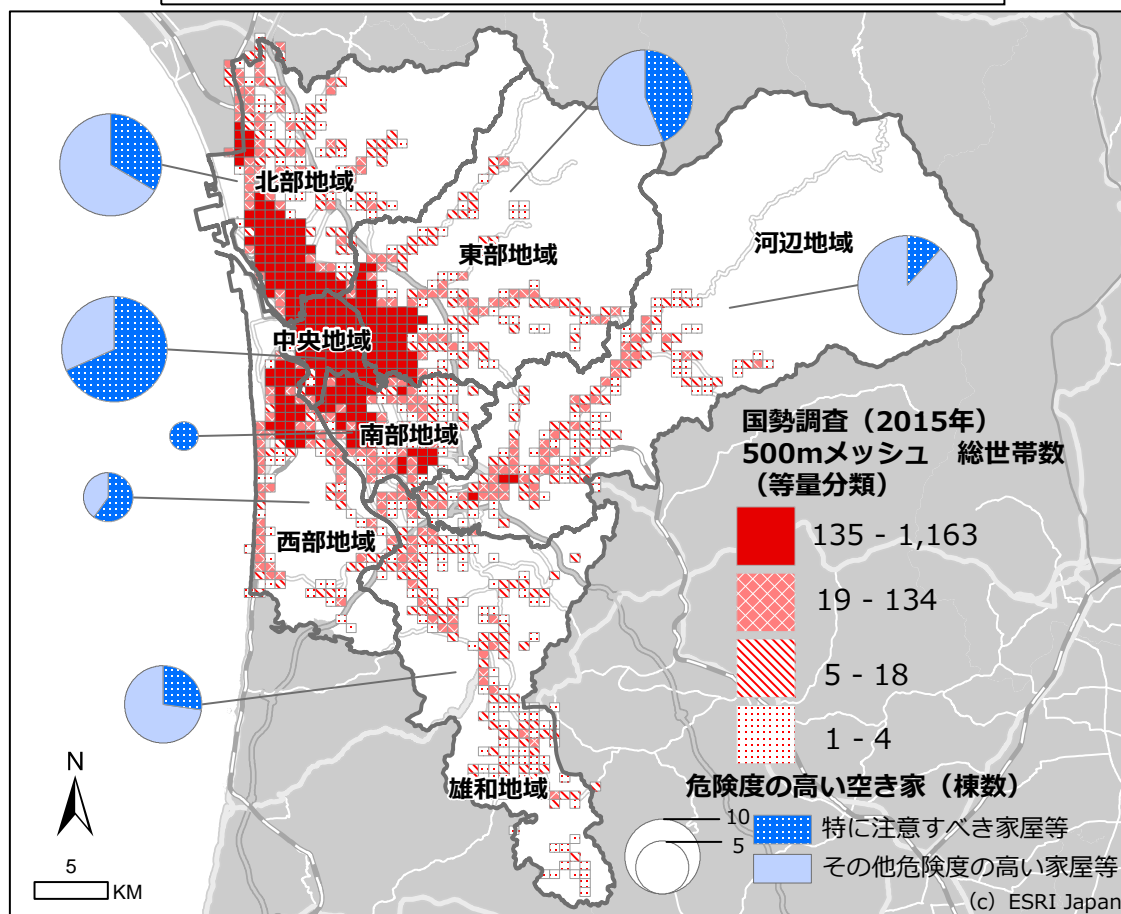 北部地域
東部地域
河辺地域
中央地域
南部地域
西部地域
雄和地域
国勢調査（2015年）
500mメッシュ　総世帯数
（等量分類）
135 - 1,163
19 - 134
5 - 18
1 - 4
危険度の高い空き家（棟数）
10
5
特に注意すべき家屋等
その他危険度の高い家屋等
N
5
KM
（c）ESRI Japan